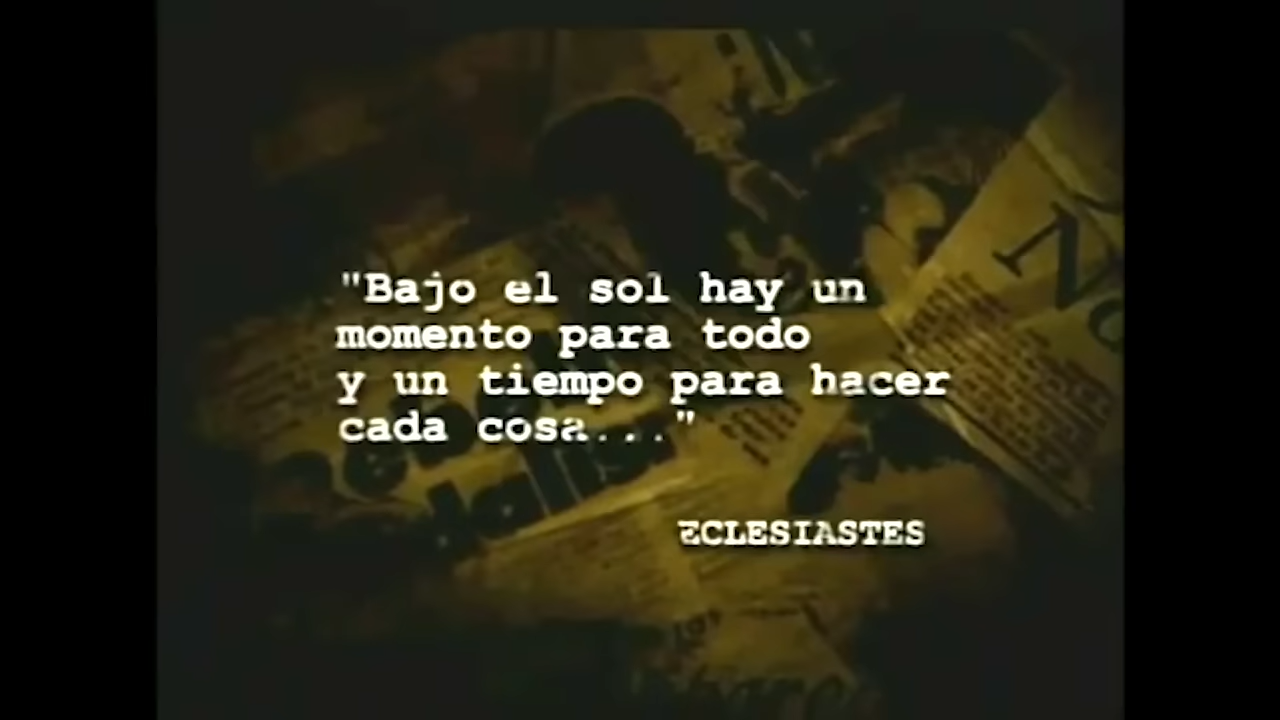 "Bajo el sol hay un
momento para todo
y un tiempo para hacer
cada cosa..."
ECLESIASTES